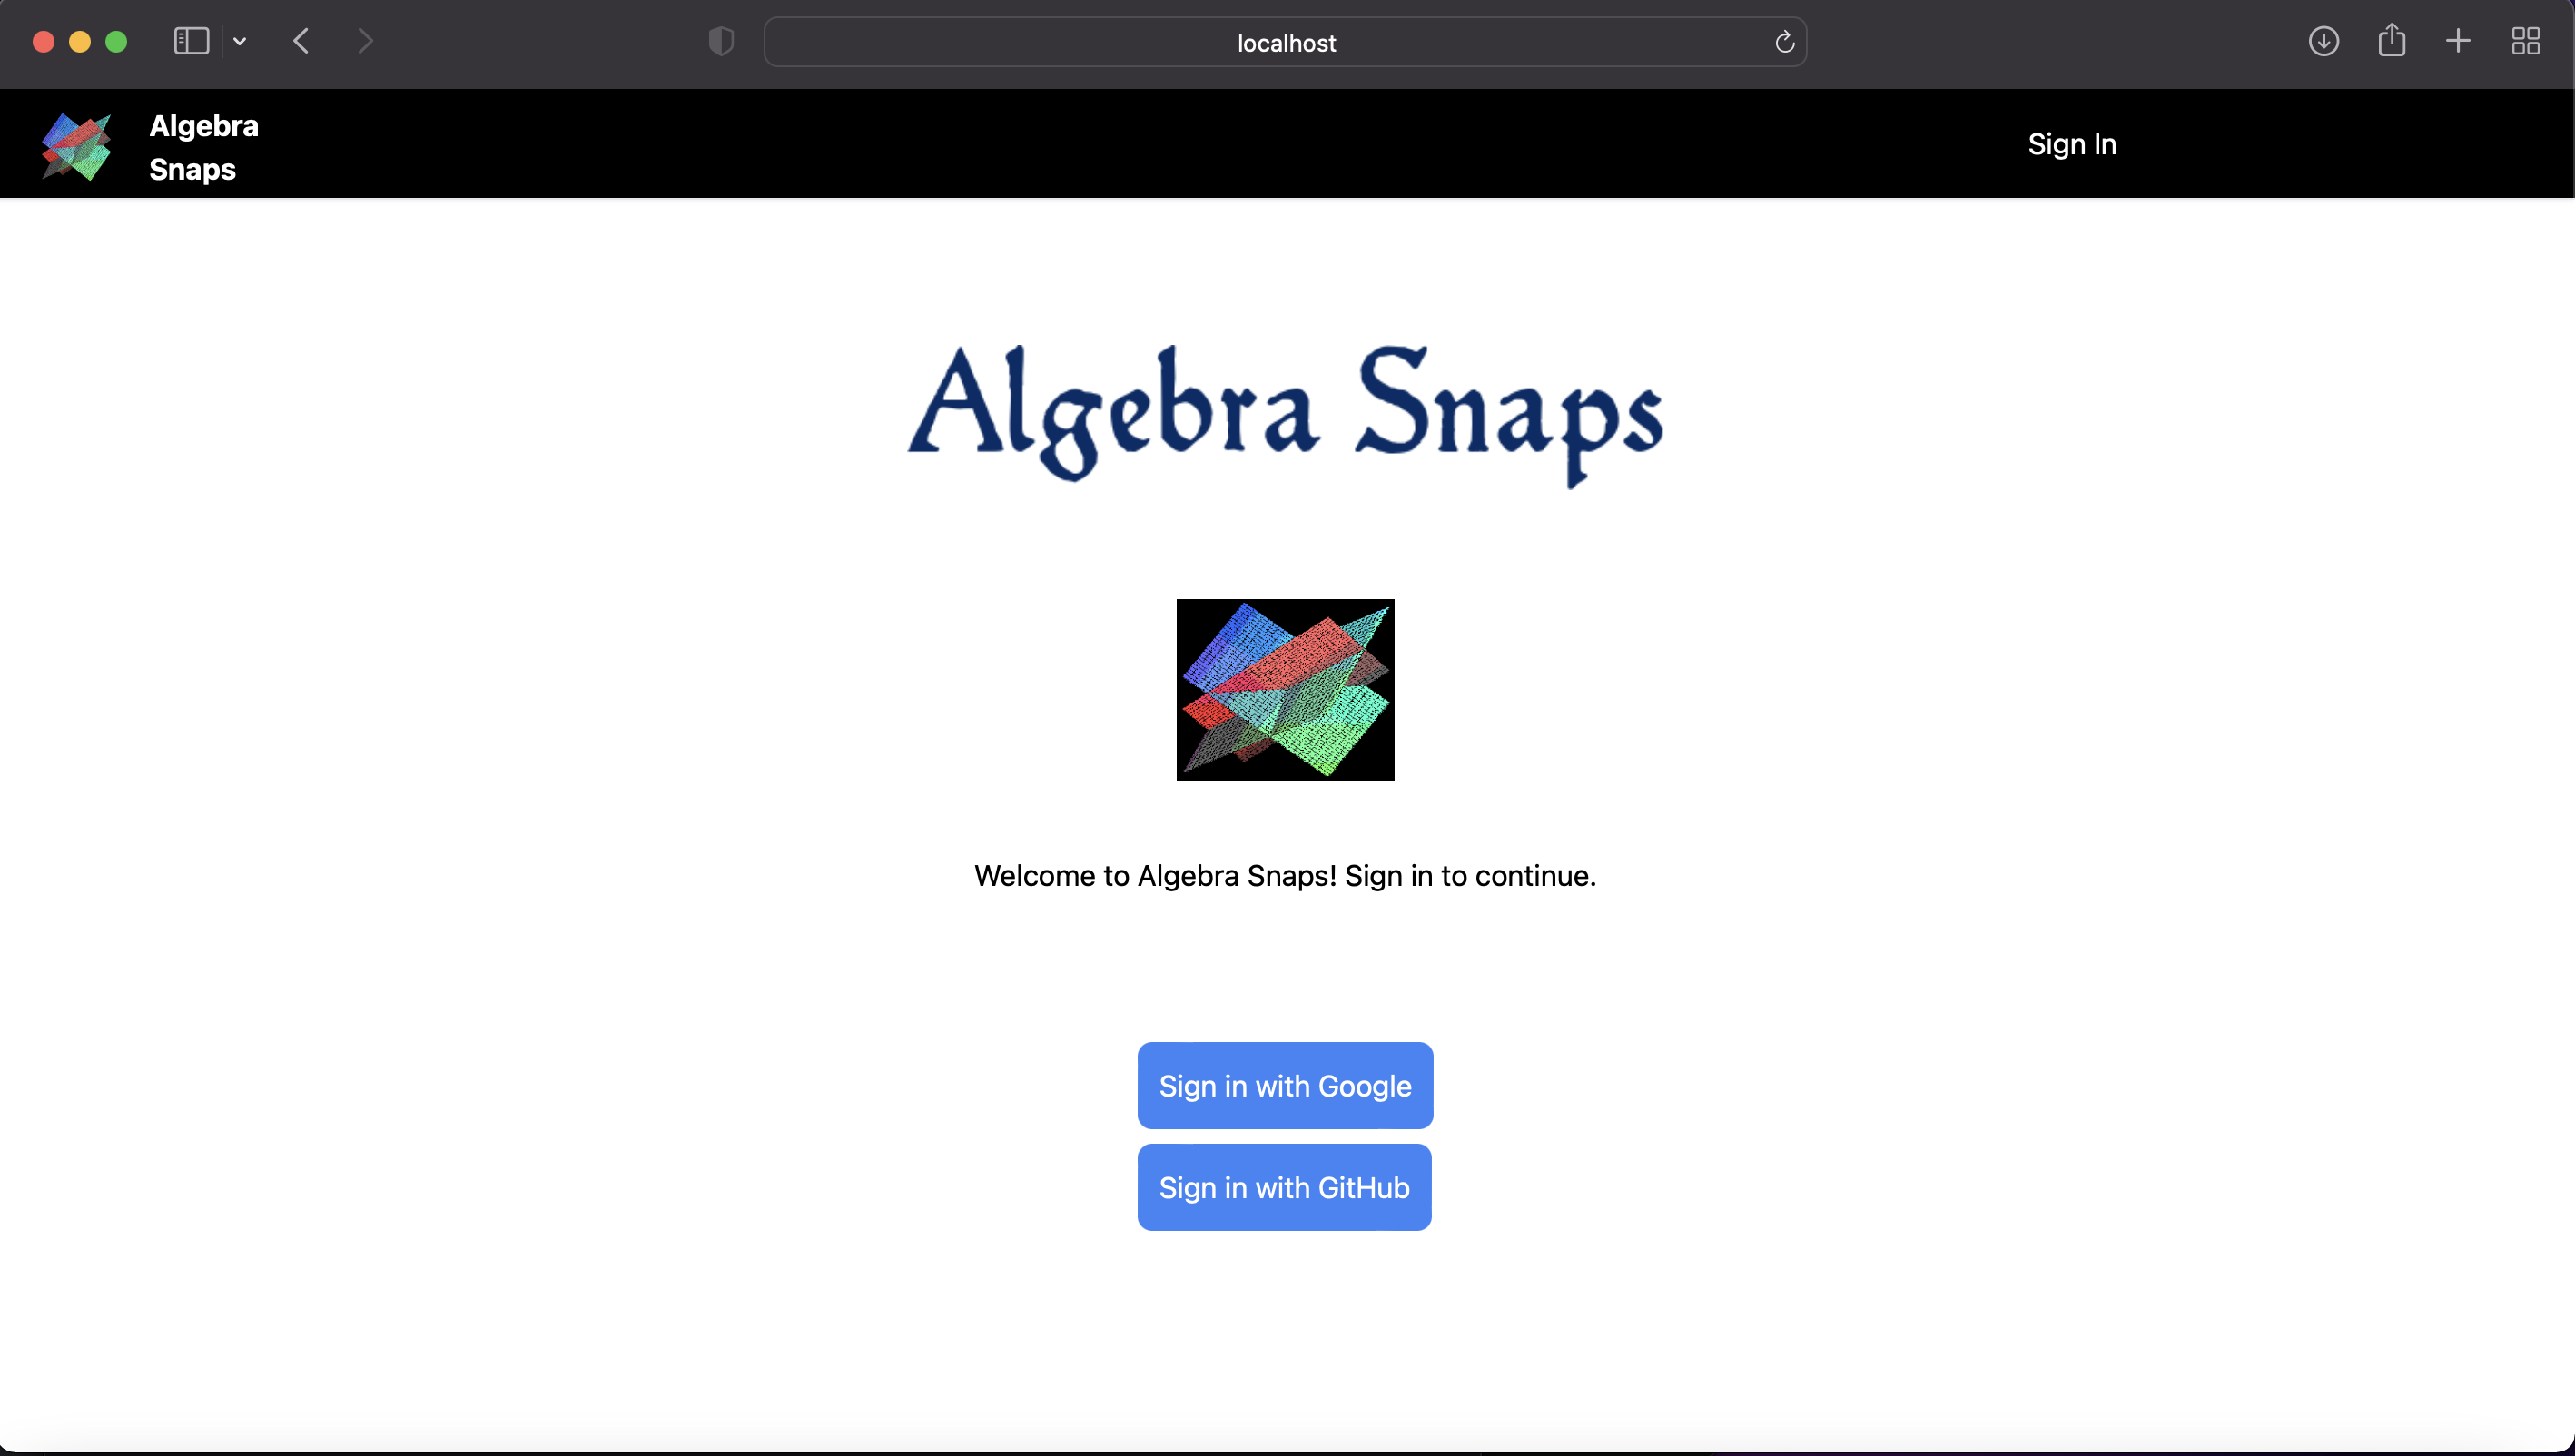 localhost
Algebra
Snaps
Sign In
Algebra Snaps
Welcome to Algebra Snaps! Sign in to continue.
Sign in with Google
Sign in with GitHub